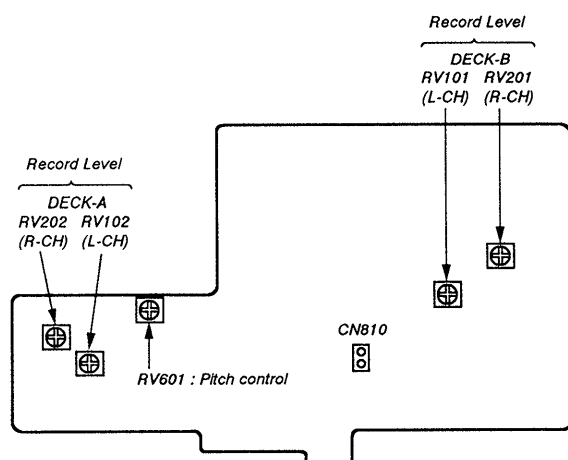 Record Level
DECK-B
RV101 RV201
(L-CH) (R-CH)
Record Level
DECK-A
RV202 RV102
(R-CH) (L-CH)
CN810
RV601 : Pitch control